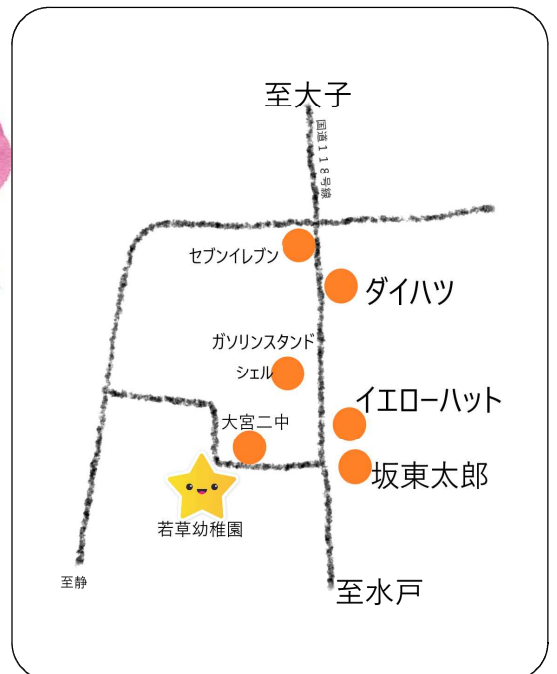 至大子
国道118号線
セブンイレブン
ダイハツ
ガソリンスタンド
シェル
イエローハット
大宮二中
坂東太郎
若草幼稚園
至静
至水戸